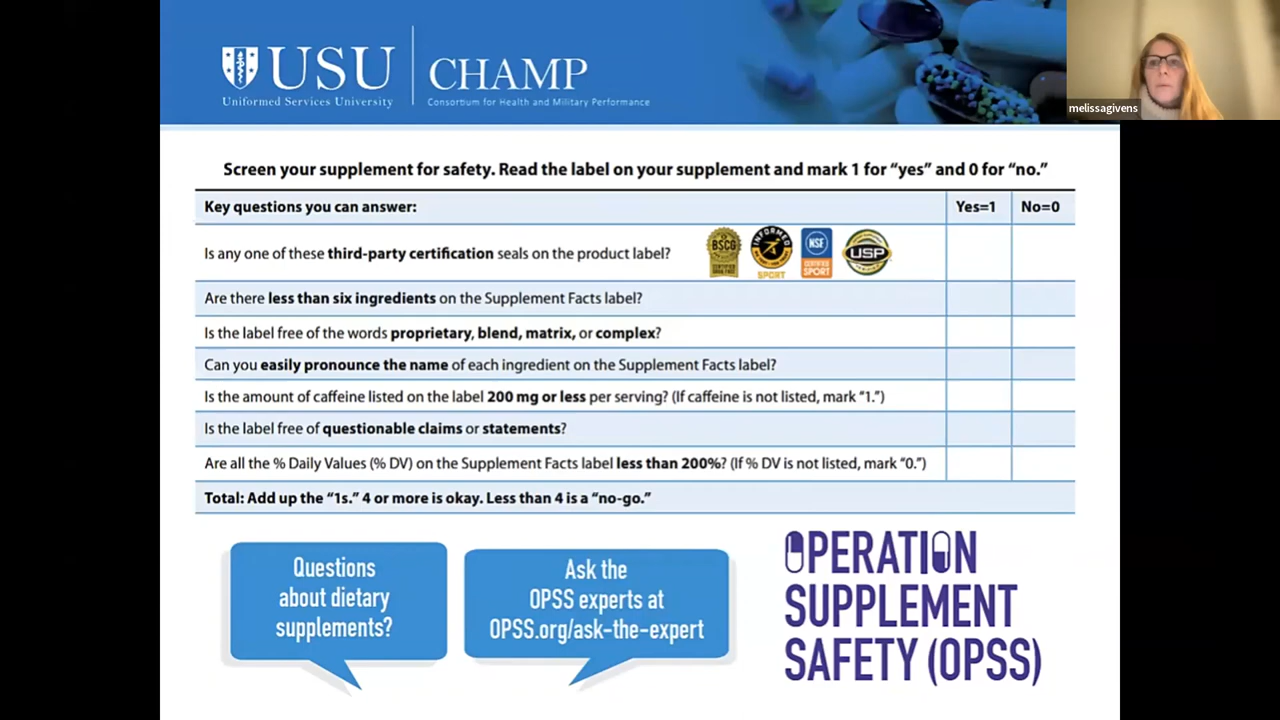 USU
Uniformed Services University
CHAMP
Consortium for Health and Military Performance
melissagivens
Screen your supplement for safety. Read the label on your supplement and mark 1 for “yes” and 0 for “no.”
Key questions you can answer: Yes=1 No=0
Is any one of these third-party certification seals on the product label?
BSCG
INFORMED
SPORT
NSF
CERTIFIED
SPORT
USP
Are there less than six ingredients on the Supplement Facts label?
Is the label free of the words proprietary, blend, matrix, or complex?
Can you easily pronounce the name of each ingredient on the Supplement Facts label?
Is the amount of caffeine listed on the label 200 mg or less per serving? (If caffeine is not listed, mark “1.”)
Is the label free of questionable claims or statements?
Are all the % Daily Values (% DV) on the Supplement Facts label less than 200%? (If % DV is not listed, mark “0.”)
Total: Add up the “1s.” 4 or more is okay. Less than 4 is a “no-go.”
Questions
about dietary
supplements?
Ask the
OPSS experts at
OPSS.org/ask-the-expert
OPERATION
SUPPLEMENT
SAFETY (OPSS)